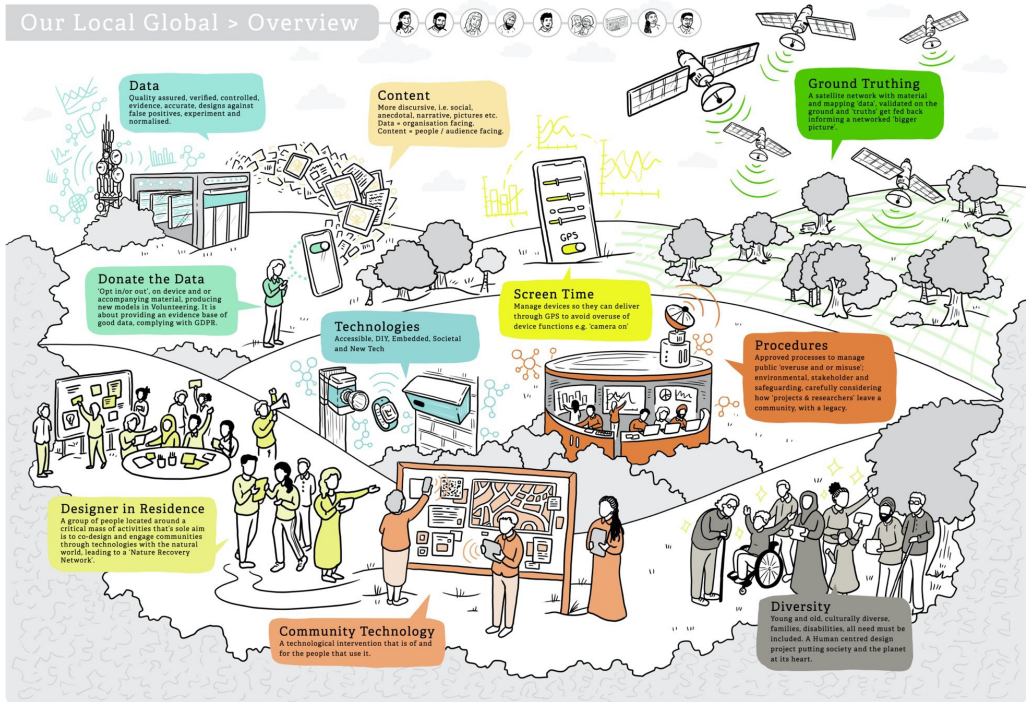 Our Local Global > Overview
Data
Quality assured, verified, controlled,
evidence, accurate, designs against
false positives, experiment and
normalised.
Content
More discursive, i.e. social,
anecdotal, narrative, pictures etc.
Data = organisation facing.
Content = people / audience facing.
Ground Truthing
A satellite network with material
and mapping 'data', validated on the
ground and 'truths' get fed back
informing a networked 'bigger
picture'.
GPS
Donate the Data
'Opt in/or out', on device and or
accompanying material, producing
new models in Volunteering. It is
about providing an evidence base of
good data, complying with GDPR.
Screen Time
Manage devices so they can deliver
through GPS to avoid overuse of
device functions e.g. 'camera on'
Technologies
Accessible, DIY, Embedded, Societal
and New Tech
Procedures
Approved processes to manage
public 'overuse and or misuse';
environmental, stakeholder and
safeguarding, carefully considering
how 'projects & researchers' leave a
community, with a legacy.
Designer in Residence
A group of people located around a
critical mass of activities that's sole aim
is to co-design and engage communities
through technologies with the natural
world, leading to a 'Nature Recovery
Network'.
Community Technology
A technological intervention that is of and
for the people that use it.
Diversity
Young and old, culturally diverse,
families, disabilities, all need must be
included. A Human centred design
project putting society and the planet
at its heart.